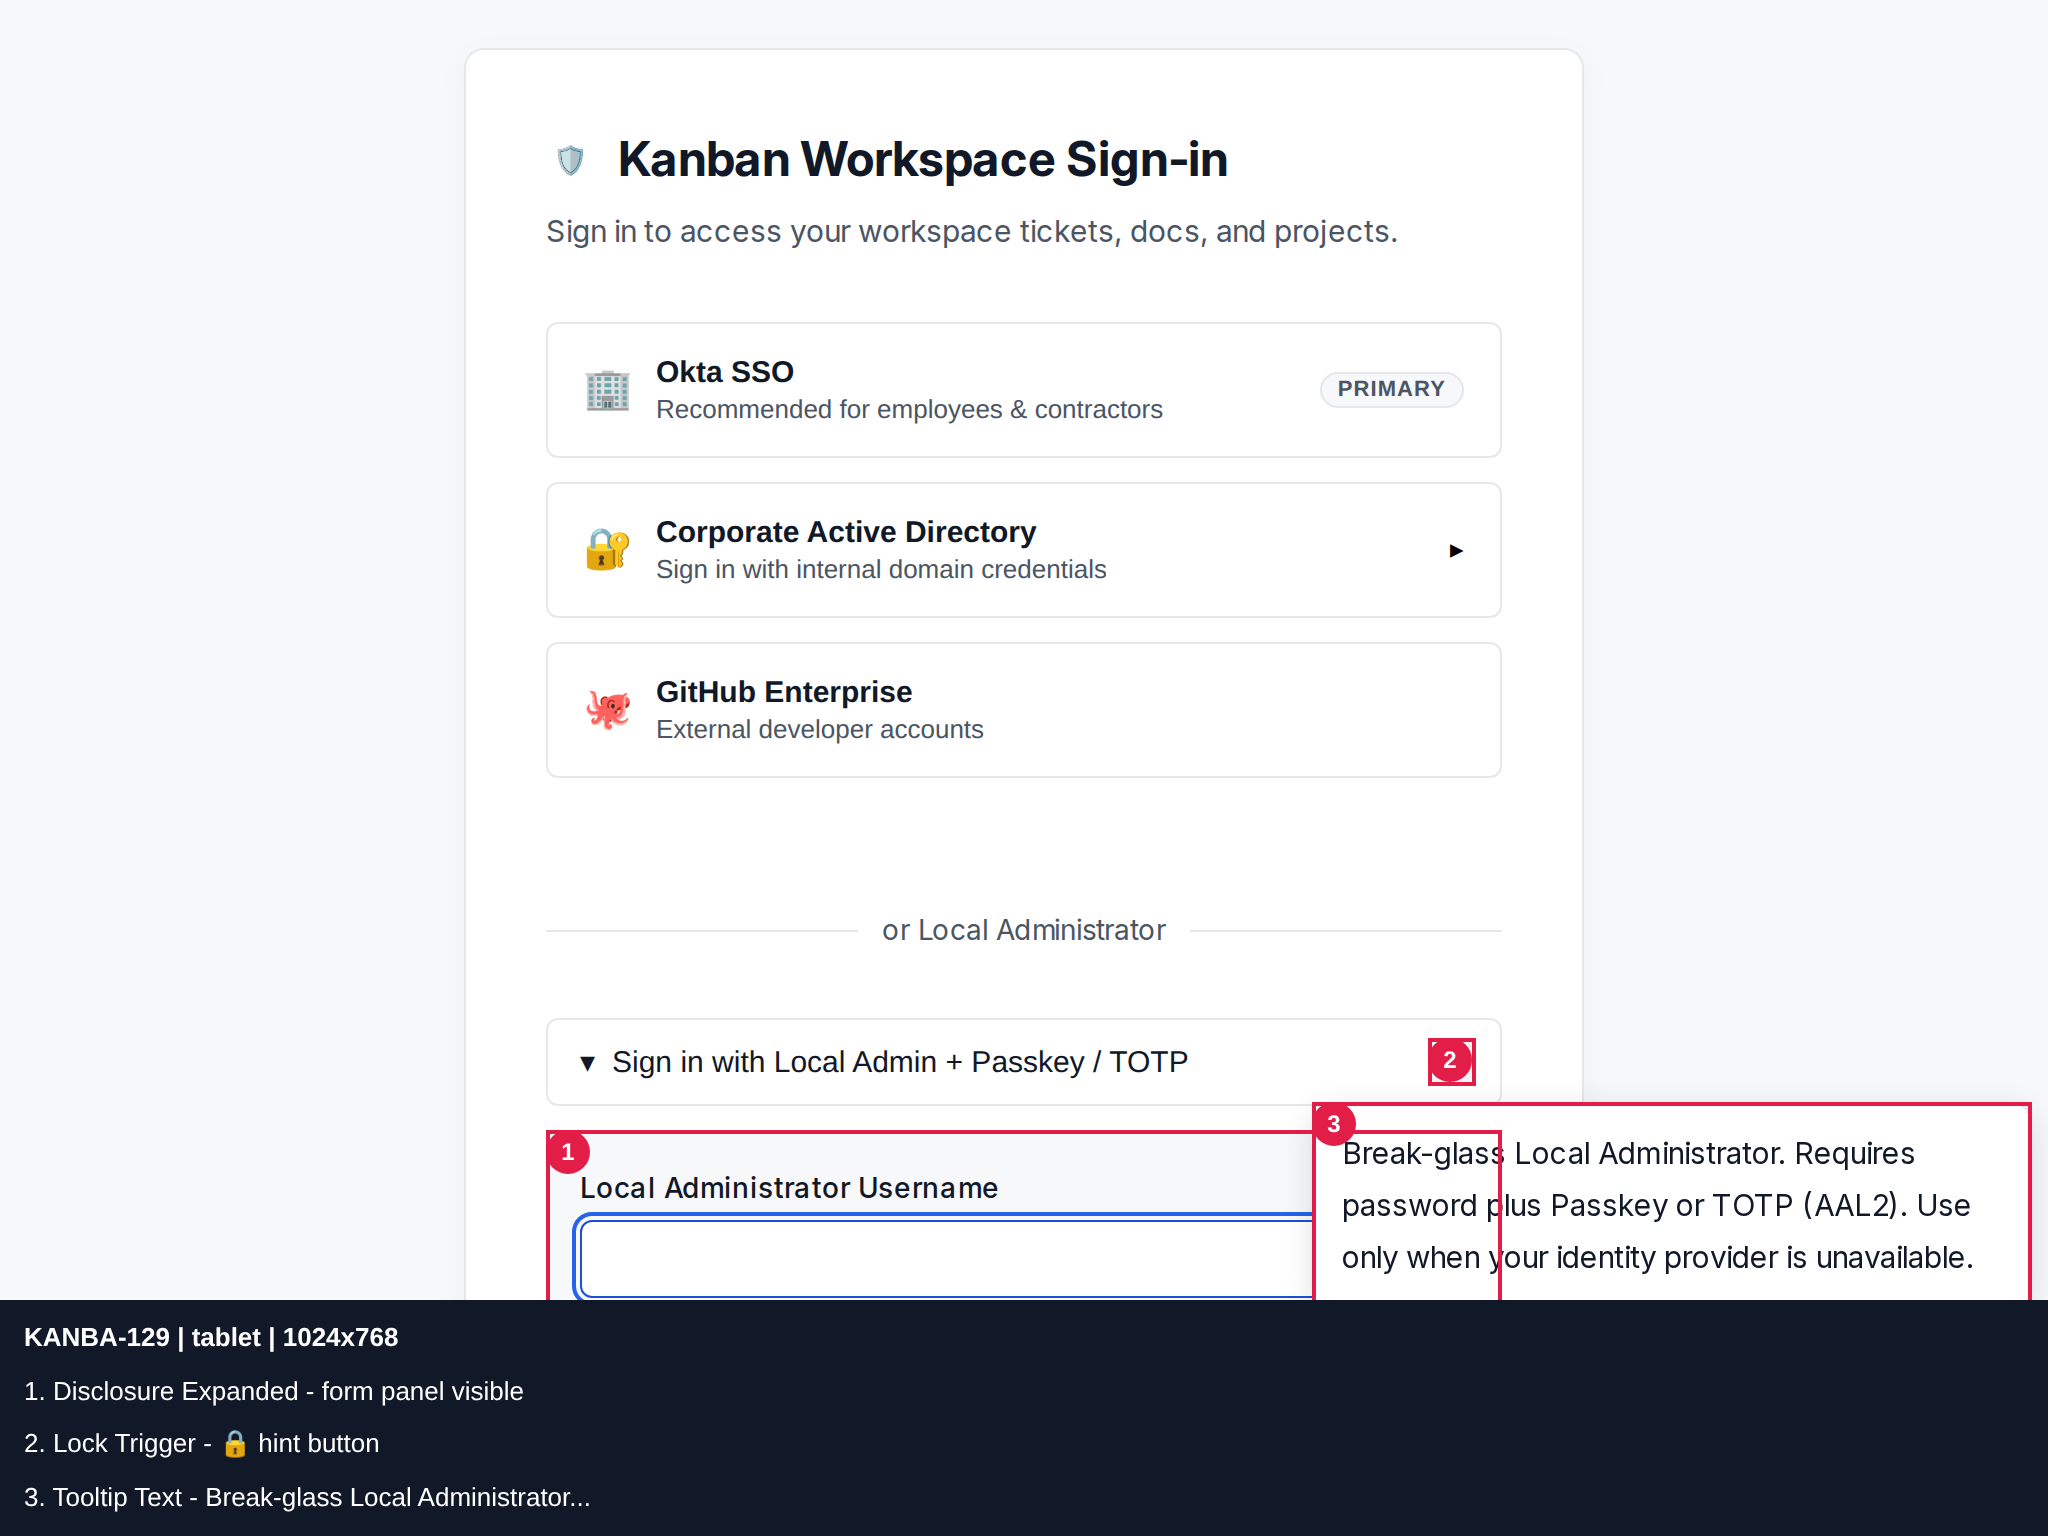 Kanban Workspace Sign-in
Sign in to access your workspace tickets, docs, and projects.
Okta SSO
Recommended for employees & contractors
PRIMARY
Corporate Active Directory
Sign in with internal domain credentials
GitHub Enterprise
External developer accounts
or Local Administrator
Sign in with Local Admin + Passkey / TOTP
2
3
Break-glass Local Administrator. Requires
password plus Passkey or TOTP (AAL2). Use
only when your identity provider is unavailable.
1
Local Administrator Username
KANBA-129 | tablet | 1024x768
1. Disclosure Expanded - form panel visible
2. Lock Trigger - 🔒 hint button
3. Tooltip Text - Break-glass Local Administrator...